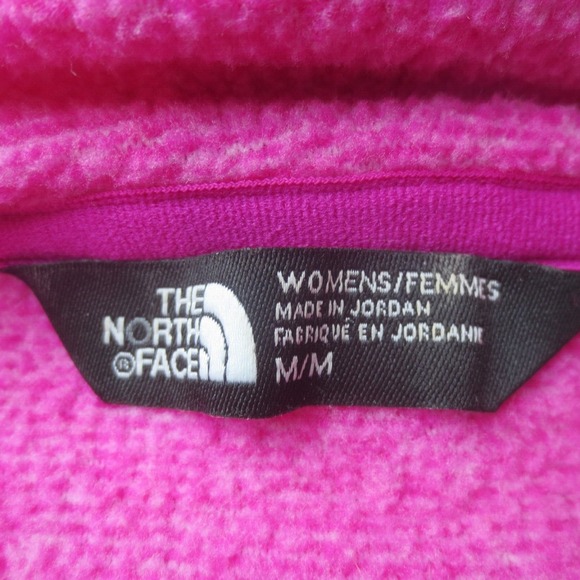 THE
NORTH
®FACE
WOMENS/FEMMES
MADE IN JORDAN
FABRIQUÉ EN JORDANIE
M/M